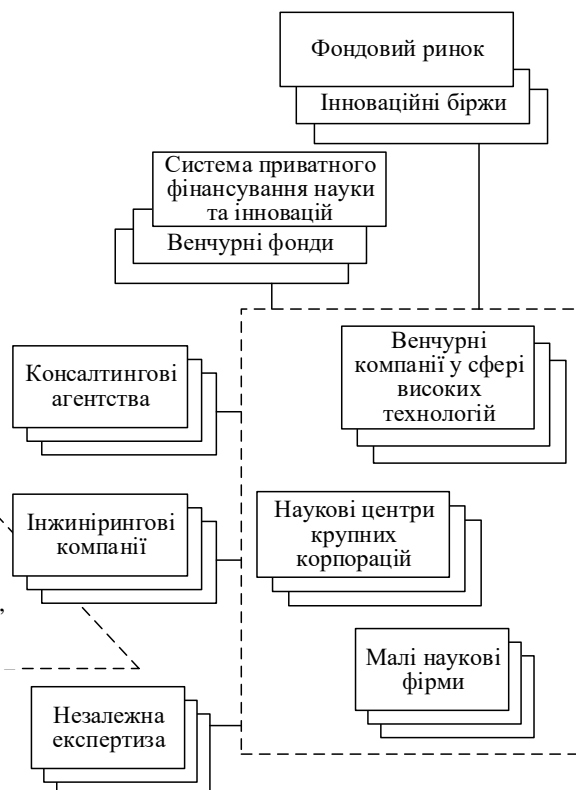 Фондовий ринок
Інноваційні біржи
Система приватного
фінансування науки
та інновацій
Венчурні фонди
Венчурні
компанії у сфері
високих
технологій
Консалтингові
агентства
Наукові центри
крупних
корпорацій
Інжинірингові
компанії
,
Малі наукові
фірми
Незалежна
експертиза